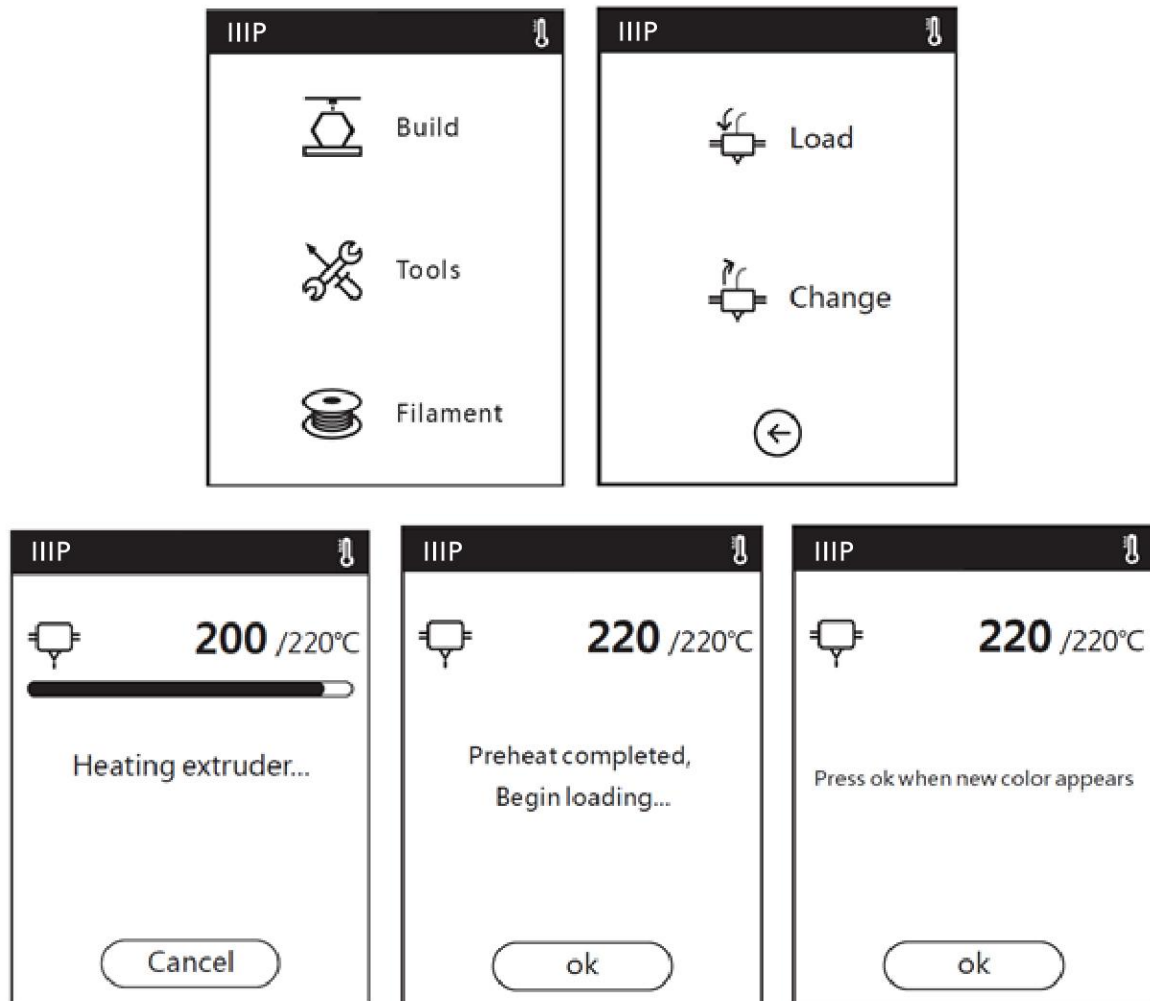 IIIP
Build
Tools
Filament
IIIP
Load
Change
IIIP
200 /220℃
Heating extruder...
Cancel
IIIP
220 /220℃
Preheat completed,
Begin loading...
ok
IIIP
220 /220℃
Press ok when new color appears
ok